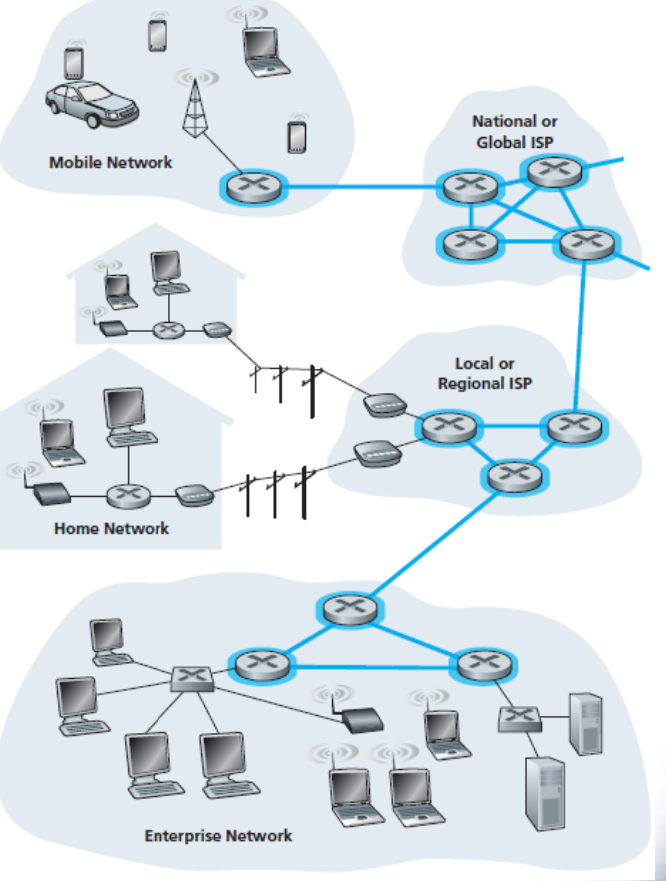 Mobile Network
National or
Global ISP
Local or
Regional ISP
Home Network
Enterprise Network